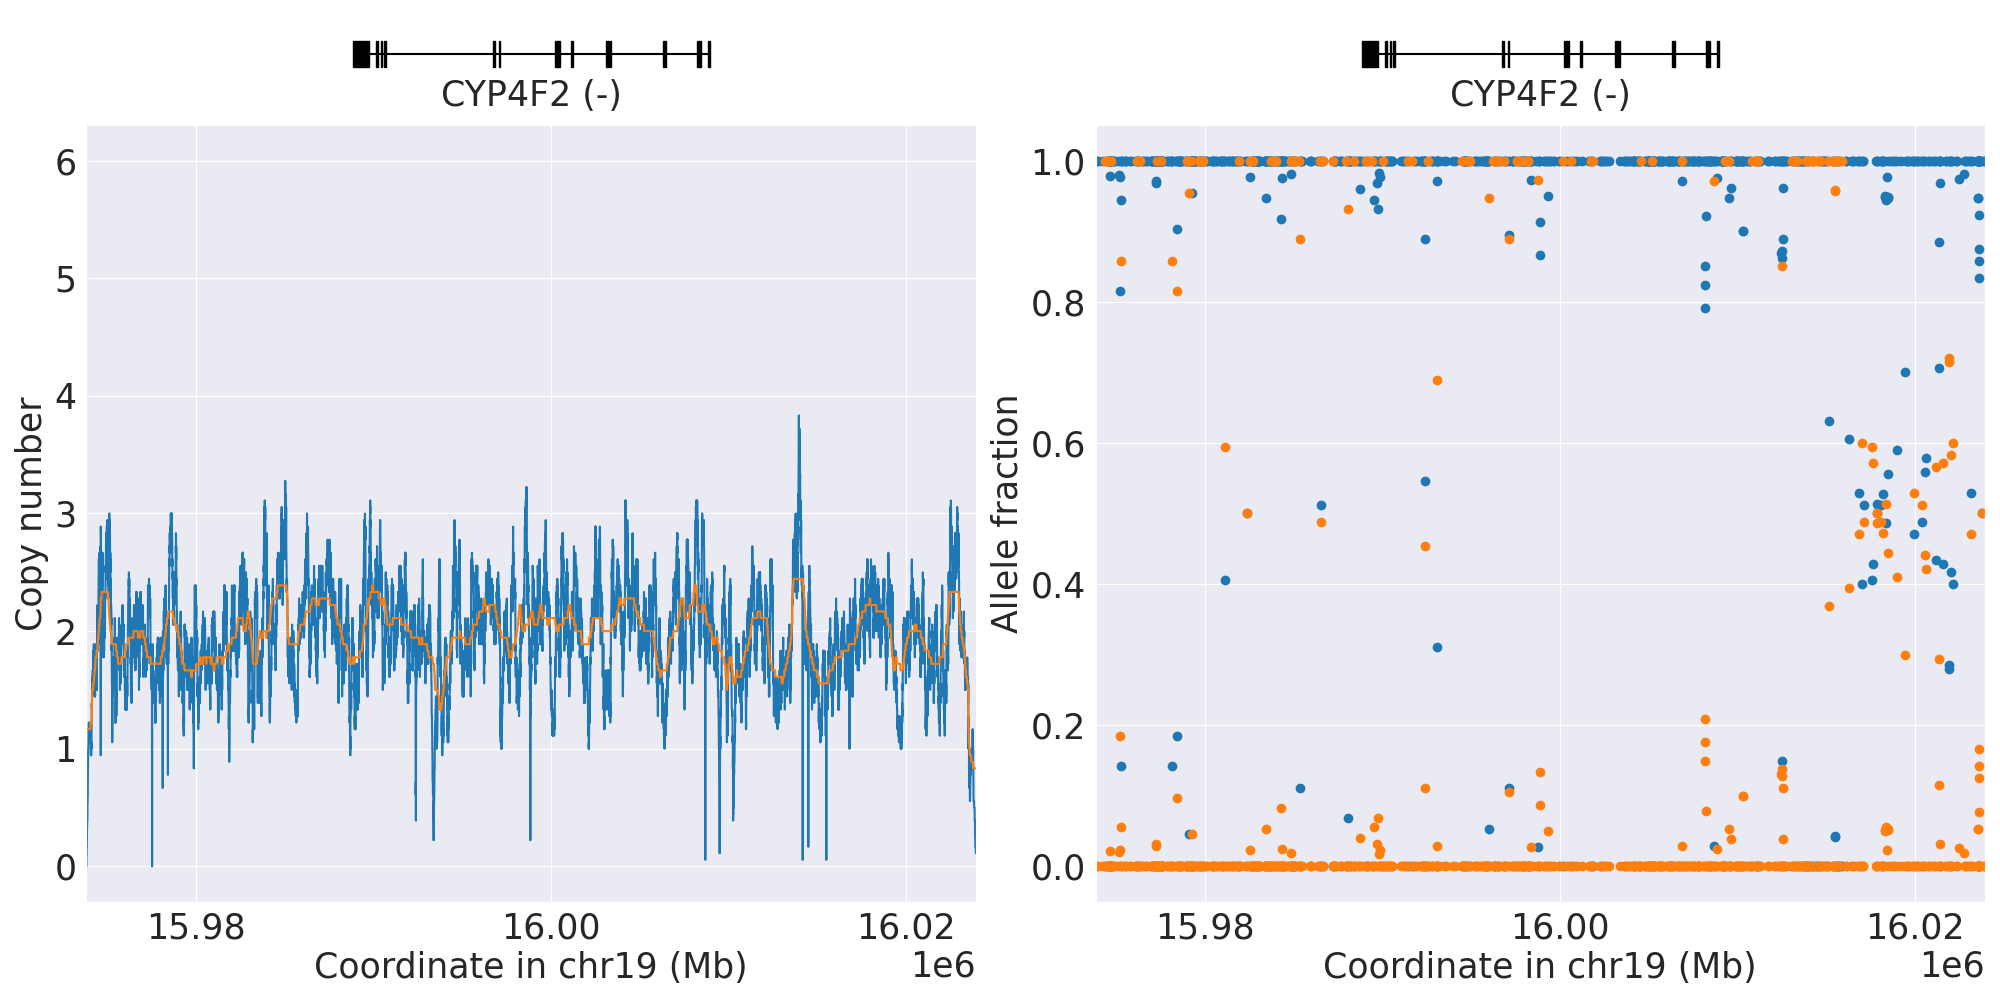 CYP4F2 (-)
6
5
4
3
2
1
0
Copy number
15.98
16.00
16.02
Coordinate in chr19 (Mb)
1e6
CYP4F2 (-)
1.0
0.8
0.6
0.4
0.2
0.0
Allele fraction
15.98
16.00
16.02
Coordinate in chr19 (Mb)
1e6